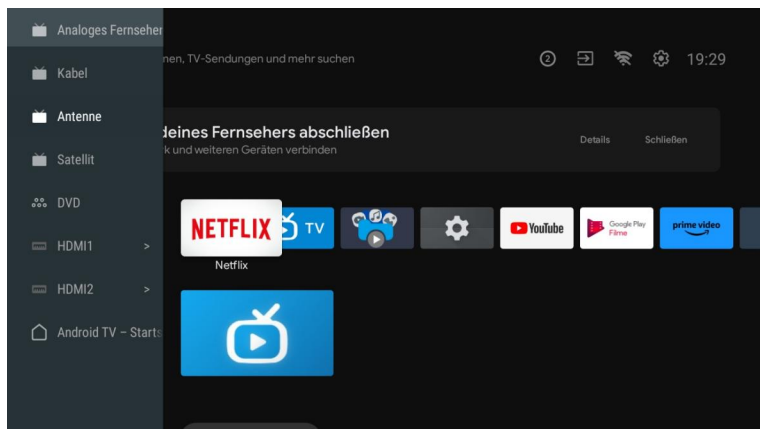 Analoges Fernseher
Kabel
Antenne
Satellit
DVD
HDMI1 >
HDMI2 >
Android TV – Starts
nen, TV-Sendungen und mehr suchen
2
19:29
deines Fernsehers abschließen
k und weiteren Geräten verbinden
Details
Schließen
NETFLIX
TV
YouTube
Google Play
Filme
prime video
Netflix